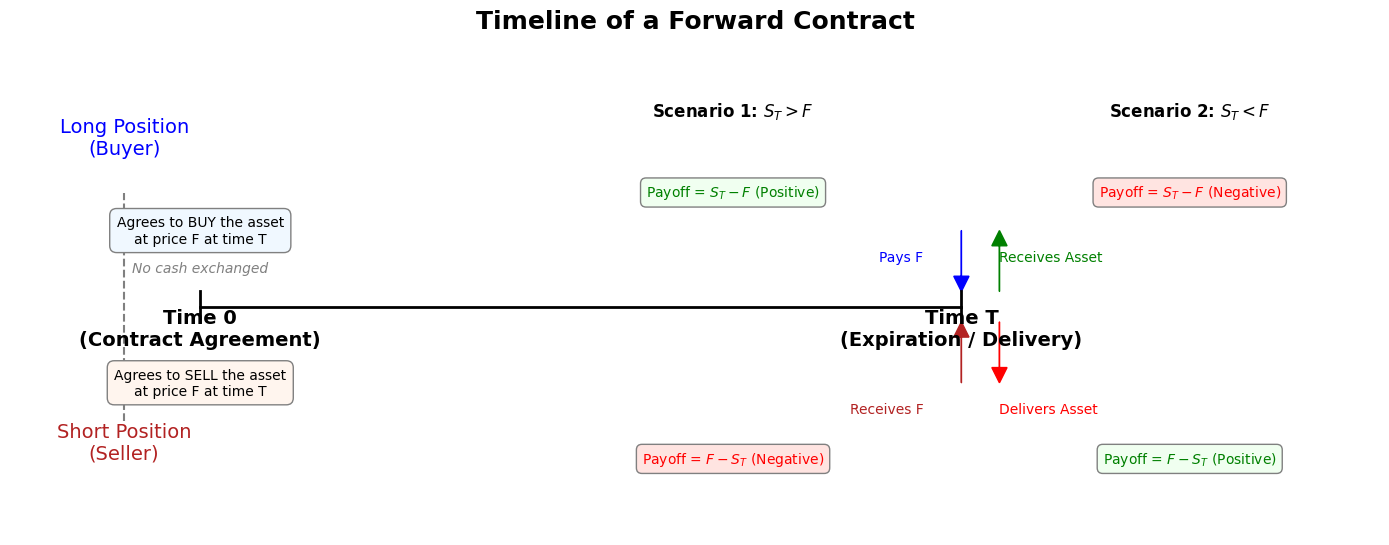 Timeline of a Forward Contract
Scenario 1: $S_T > F$
Scenario 2: $S_T < F$
Long Position
(Buyer)
Payoff = $S_T - F$ (Positive)
Payoff = $S_T - F$ (Negative)
Agrees to BUY the asset
at price F at time T
No cash exchanged
Pays F
Receives Asset
Time 0
(Contract Agreement)
Time T
(Expiration / Delivery)
Agrees to SELL the asset
at price F at time T
Receives F
Delivers Asset
Short Position
(Seller)
Payoff = $F - S_T$ (Negative)
Payoff = $F - S_T$ (Positive)